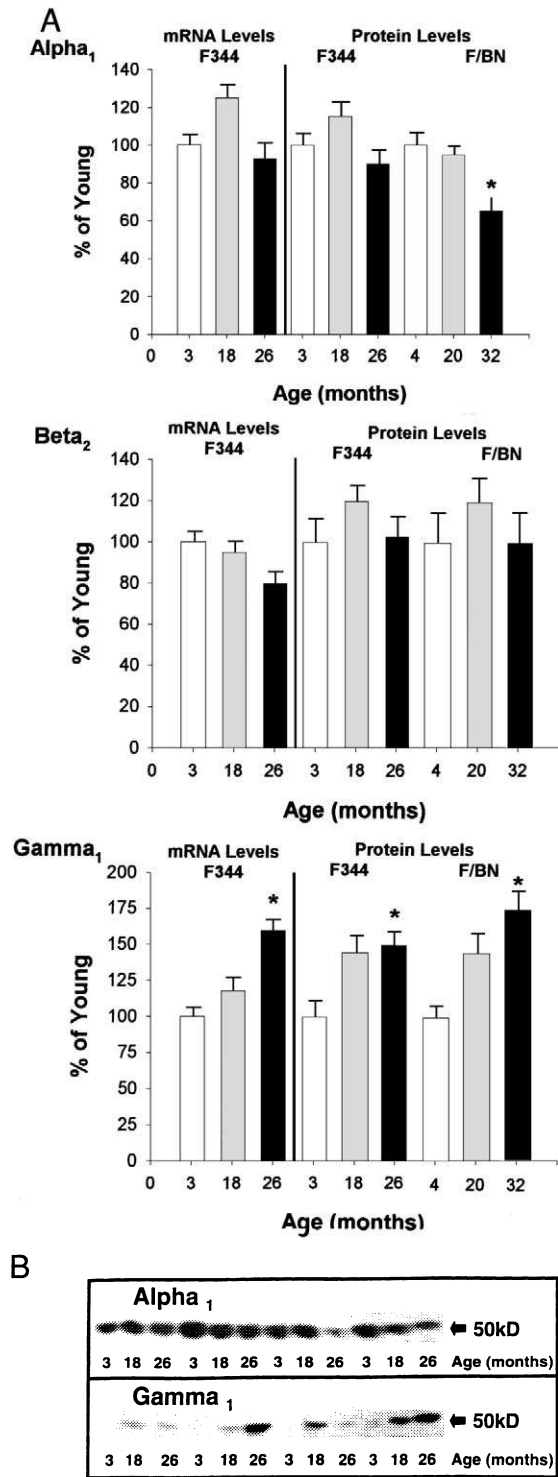 A
Alpha1
mRNA Levels
F344
Protein Levels
F344 F/BN
140
120
100
80
60
40
20
0
% of Young
*
0 3 18 26 3 18 26 4 20 32
Age (months)
Beta2
mRNA Levels
F344
Protein Levels
F344 F/BN
140
120
100
80
60
40
20
0
% of Young
0 3 18 26 3 18 26 4 20 32
Age (months)
Gamma1
mRNA Levels
F344
Protein Levels
F344 F/BN
200
175
150
125
100
75
50
25
0
% of Young
* * *
0 3 18 26 3 18 26 4 20 32
Age (months)
B
Alpha 1
50kD
3 18 26 3 18 26 3 18 26 3 18 26 Age (months)
Gamma 1
50kD
3 18 26 3 18 26 3 18 26 3 18 26 Age (months)